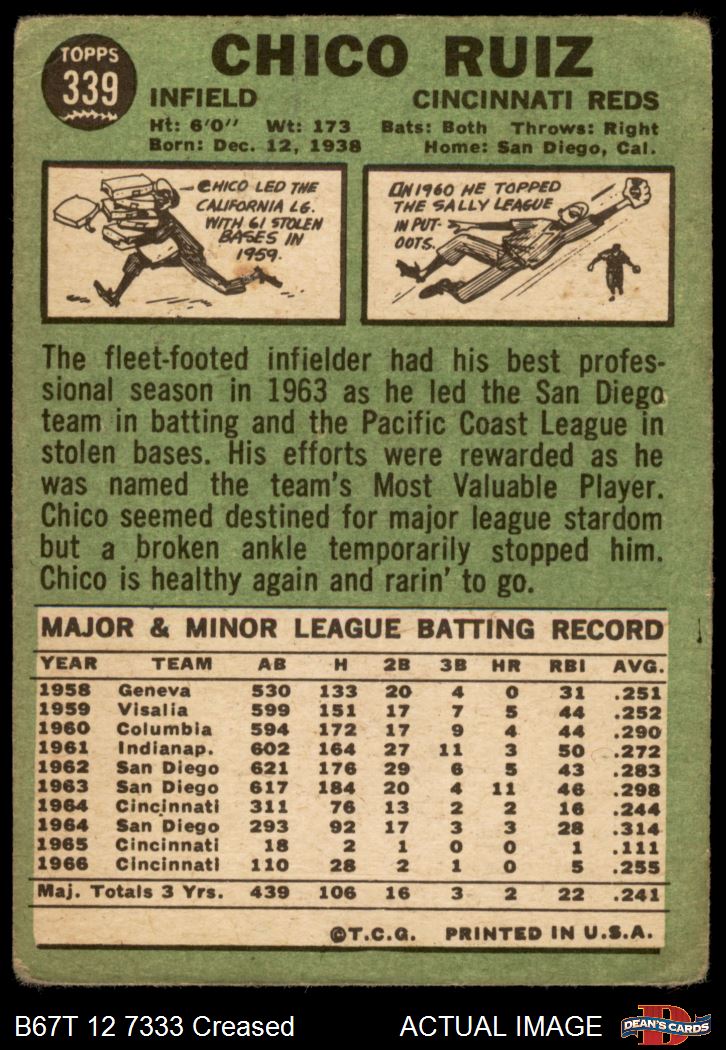 TOPPS
339
CHICO RUIZ
INFIELD CINCINNATI REDS
Ht: 6'0" Wt: 173 Bats: Both Throws: Right
Born: Dec. 12, 1938 Home: San Diego, Cal.
CHICO LED THE
CALIFORNIA LG.
WITH 61 STOLEN
BASES IN
1959.
IN 1960 HE TOPPED
THE SALLY LEAGUE
IN PUT-
OUTS.
The fleet-footed infielder had his best profes-
sional season in 1963 as he led the San Diego
team in batting and the Pacific Coast League in
stolen bases. His efforts were rewarded as he
was named the team's Most Valuable Player.
Chico seemed destined for major league stardom
but a broken ankle temporarily stopped him.
Chico is healthy again and rarin' to go.
MAJOR & MINOR LEAGUE BATTING RECORD
YEAR TEAM AB H 2B 3B HR RBI AVG.
1958 Geneva 530 133 20 4 0 31 .251
1959 Visalia 599 151 17 7 5 44 .252
1960 Columbia 594 172 17 9 4 44 .290
1961 Indianap. 602 164 27 11 3 50 .272
1962 San Diego 621 176 29 6 5 43 .283
1963 San Diego 617 184 20 4 11 46 .298
1964 Cincinnati 311 76 13 2 2 16 .244
1964 San Diego 293 92 17 3 3 28 .314
1965 Cincinnati 18 2 1 0 0 1 .111
1966 Cincinnati 110 28 2 1 0 5 .255
Maj. Totals 3 Yrs. 439 106 16 3 2 22 .241
©T.C.G. PRINTED IN U.S.A.
B67T 12 7333 Creased ACTUAL IMAGE
D
DEAN'S CARDS